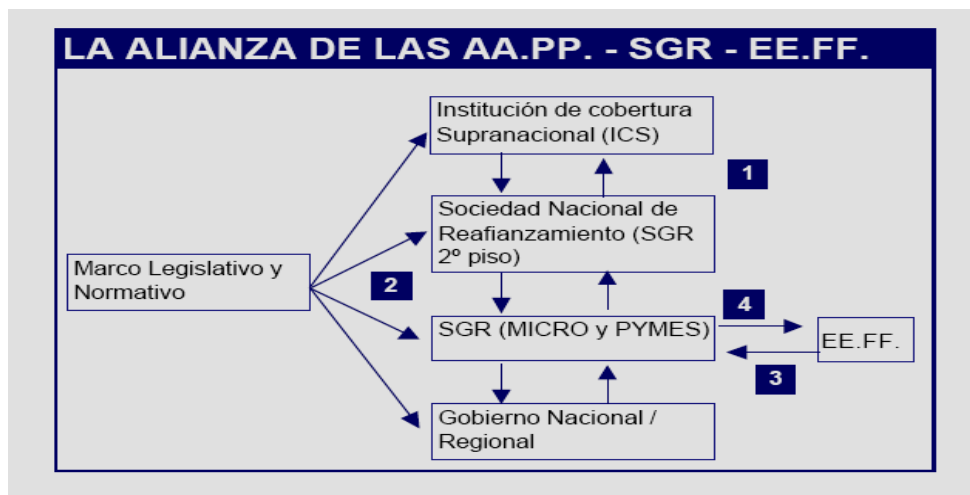 LA ALIANZA DE LAS AA.PP. - SGR - EE.FF.
Institución de cobertura
Supranacional (ICS)
1
Sociedad Nacional de
Reafianzamiento (SGR
2º piso)
Marco Legislativo y
Normativo
2
SGR (MICRO y PYMES)
4
EE.FF.
3
Gobierno Nacional /
Regional